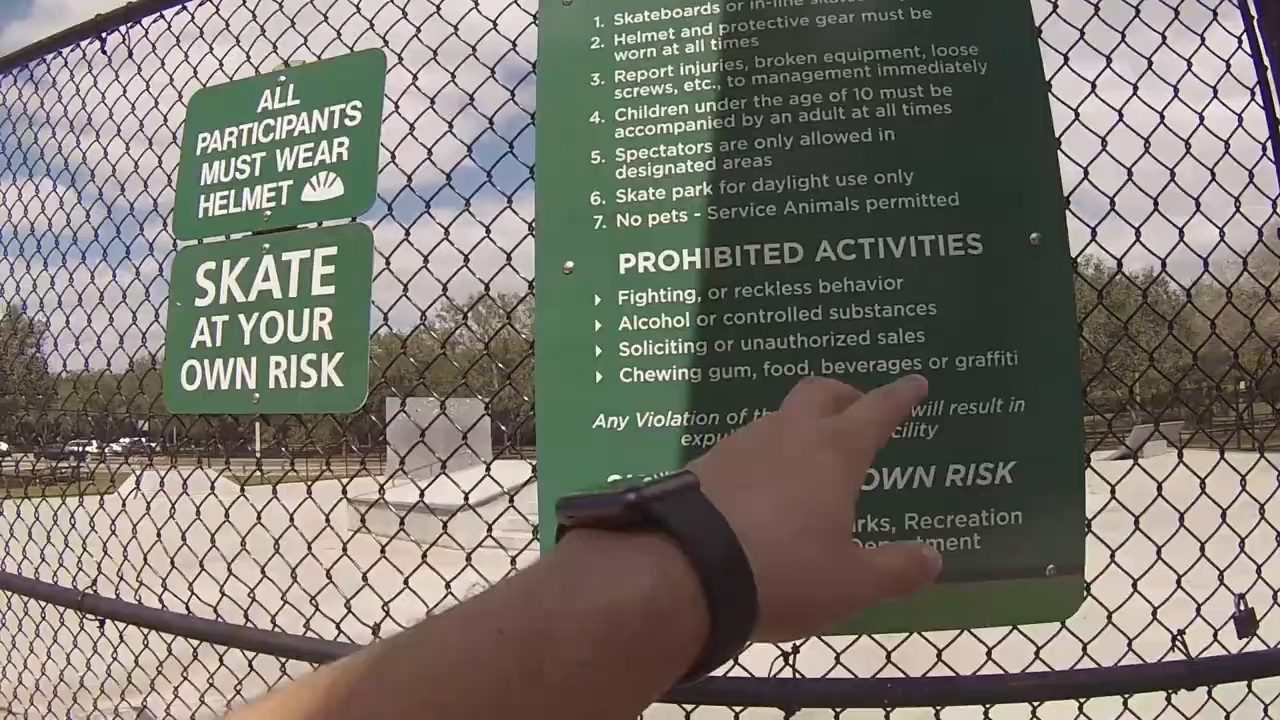 ALL
PARTICIPANTS
MUST WEAR
HELMET
SKATE
AT YOUR
OWN RISK
1. Skateboards or in-line
2. Helmet and protective gear must be
worn at all times
3. Report injuries, broken equipment, loose
screws, etc., to management immediately
4. Children under the age of 10 must be
accompanied by an adult at all times
5. Spectators are only allowed in
designated areas
6. Skate park for daylight use only
7. No pets - Service Animals permitted
PROHIBITED ACTIVITIES
Fighting, or reckless behavior
Alcohol or controlled substances
Soliciting or unauthorized sales
Chewing gum, food, beverages or graffiti
Any Violation of will result in
OWN RISK
Recreation